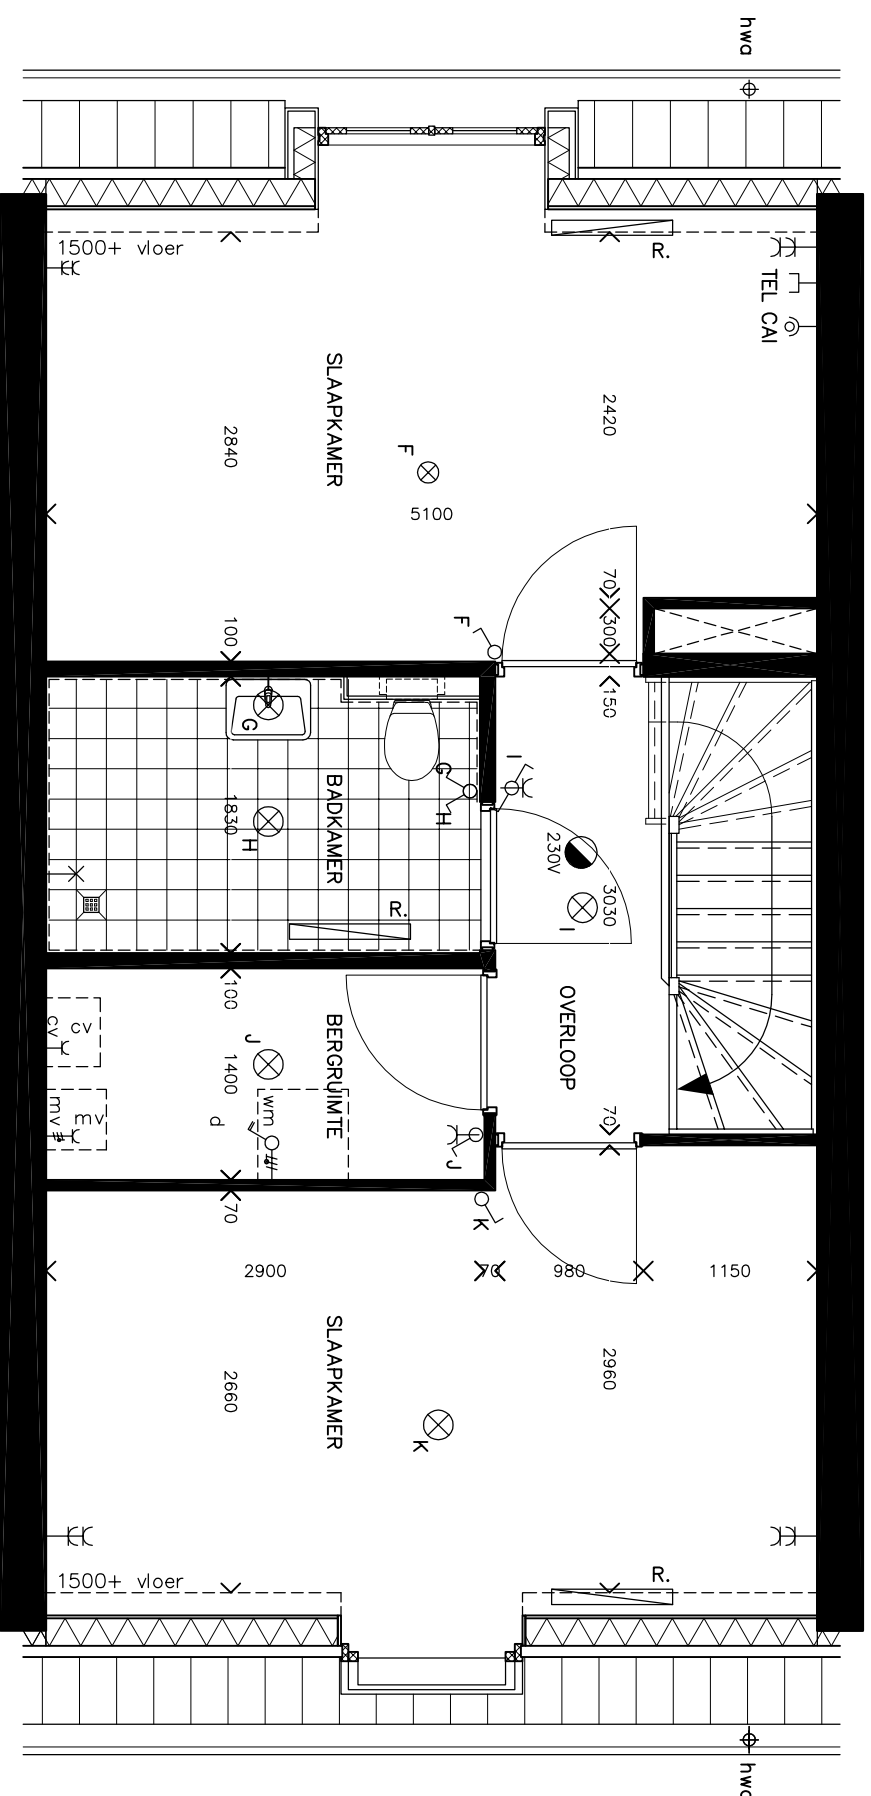 hwa
1500+ vloer
R.
TEL
CAI
SLAAPKAMER
2420
2840
F
5100
70
300
100
F
150
G
I
G
BADKAMER
H
1830
H
230V
3030
I
R.
100
OVERLOOP
BERGRUIMTE
cv
cv
J
1400
wm
mv
mv
d
70
J
70
K
2900
70
980
1150
SLAAPKAMER
2960
2660
K
1500+ vloer
R.
hwa